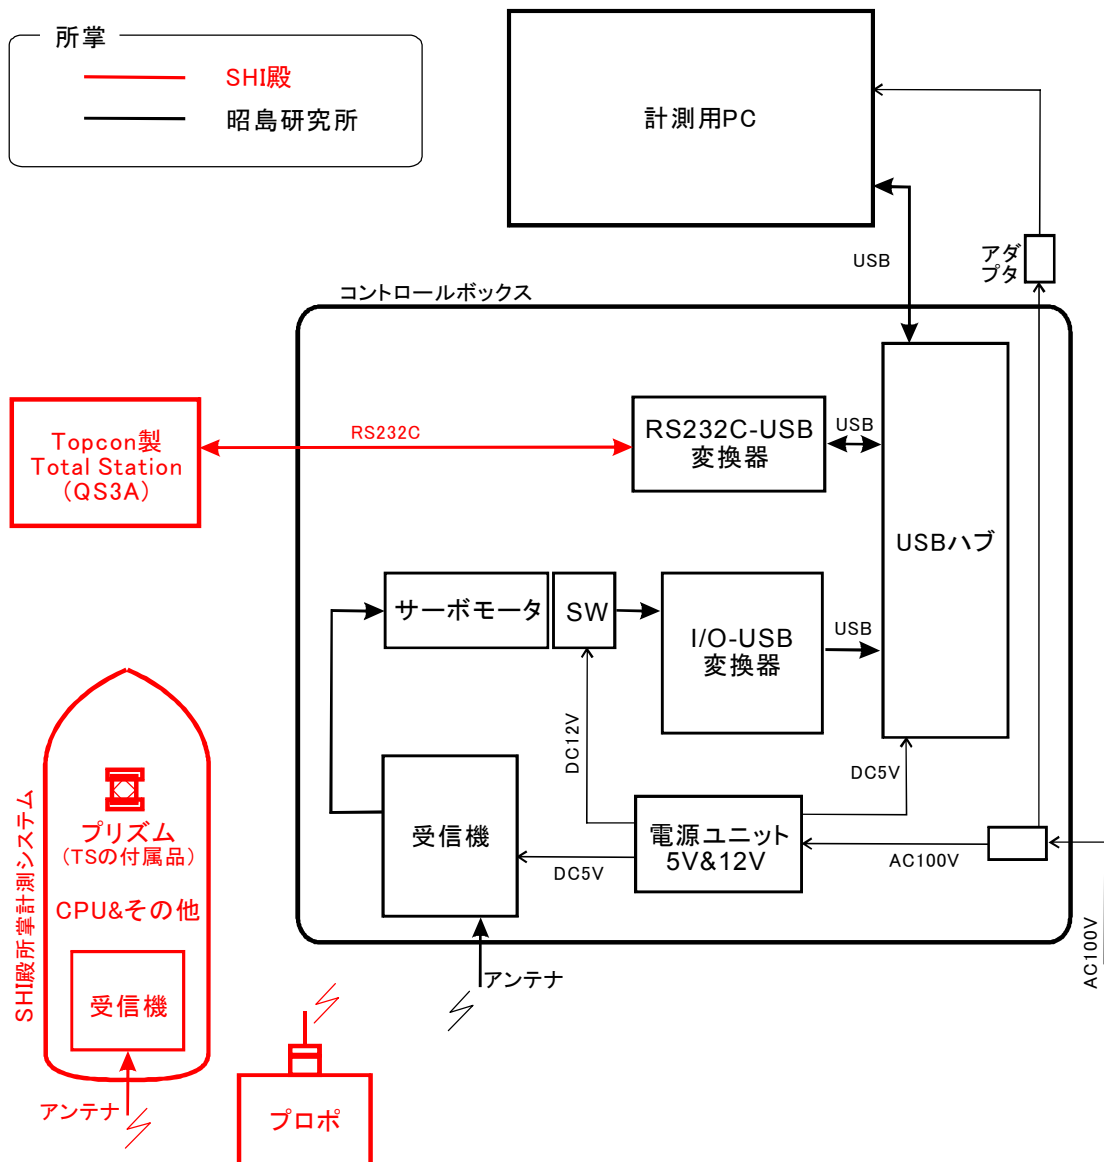 所掌
SHI殿
昭島研究所
計測用PC
USB
アダ
プタ
コントロールボックス
Topcon製
Total Station
(QS3A)
RS232C
RS232C-USB
変換器
USB
USBハブ
サーボモータ
SW
I/O-USB
変換器
USB
DC12V
DC5V
受信機
電源ユニット
5V&12V
DC5V
AC100V
AC100V
アンテナ
SHI殿所掌計測システム
プリズム
(TSの付属品)
CPU&その他
受信機
アンテナ
プロポ